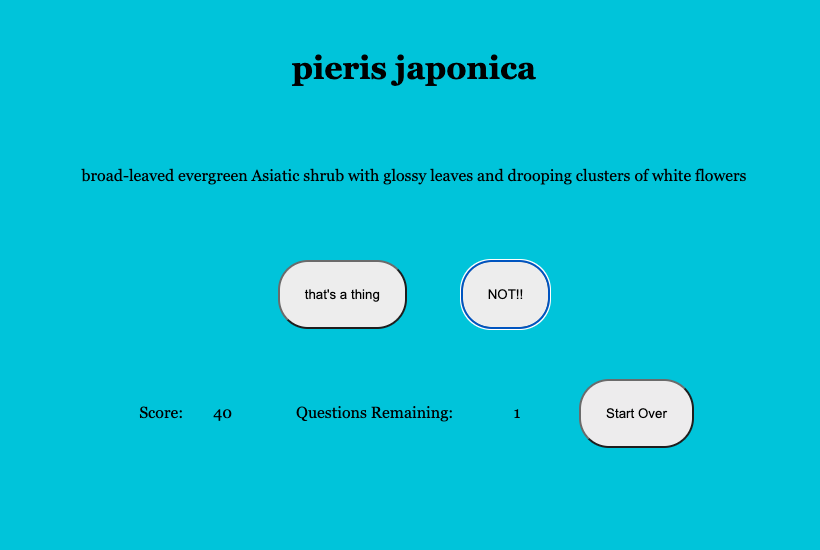 pieris japonica
broad-leaved evergreen Asiatic shrub with glossy leaves and drooping clusters of white flowers
that's a thing NOT!!
Score: 40 Questions Remaining: 1 Start Over